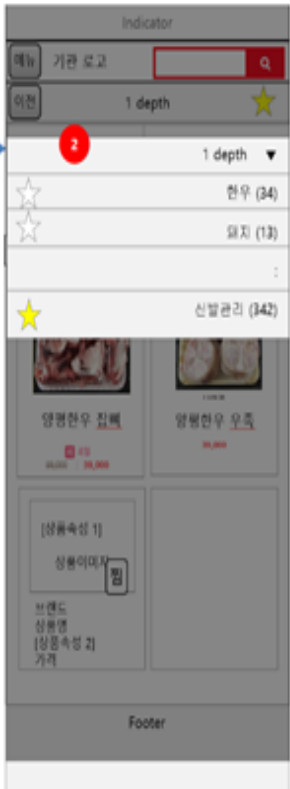 Indicator
메뉴 기관 로고
이전 1 depth
2
1 depth ▼
한우 (34)
돼지 (13)
:
신발관리 (342)
양평한우 집뼈
양평한우 우족
[상품속성 1]
상품이미지
찜
브랜드
상품명
[상품속성 2]
가격
Footer